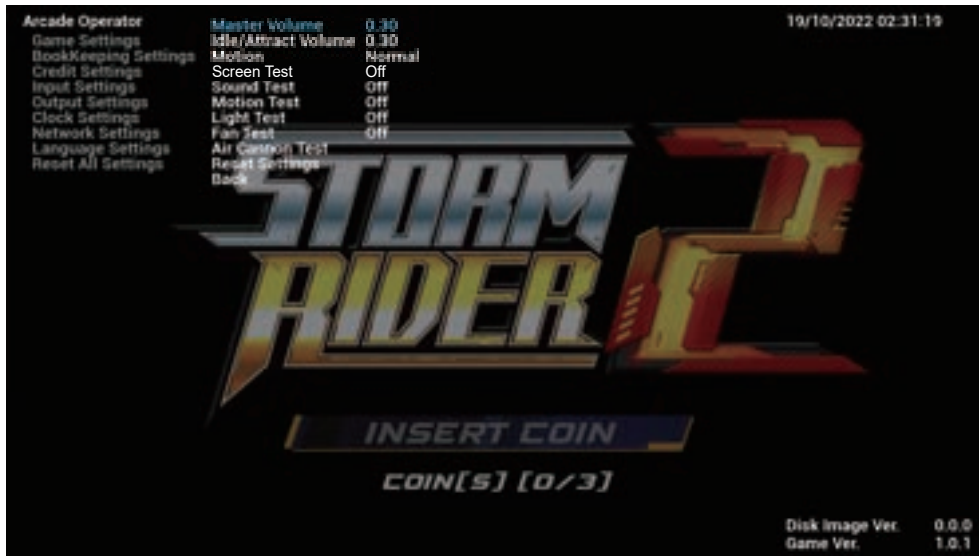 Arcade Operator
Game Settings
BookKeeping Settings
Credit Settings
Input Settings
Output Settings
Clock Settings
Network Settings
Language Settings
Reset All Settings
Master Volume 0.30
Idle/Attract Volume 0.30
Motion Normal
Screen Test Off
Sound Test Off
Motion Test Off
Light Test Off
Fan Test Off
Air Cannon Test
Reset Settings
Back
19/10/2022 02:31:19
STORM
RIDER
2
INSERT COIN
COIN[S] [0/3]
Disk Image Ver. 0.0.0
Game Ver. 1.0.1